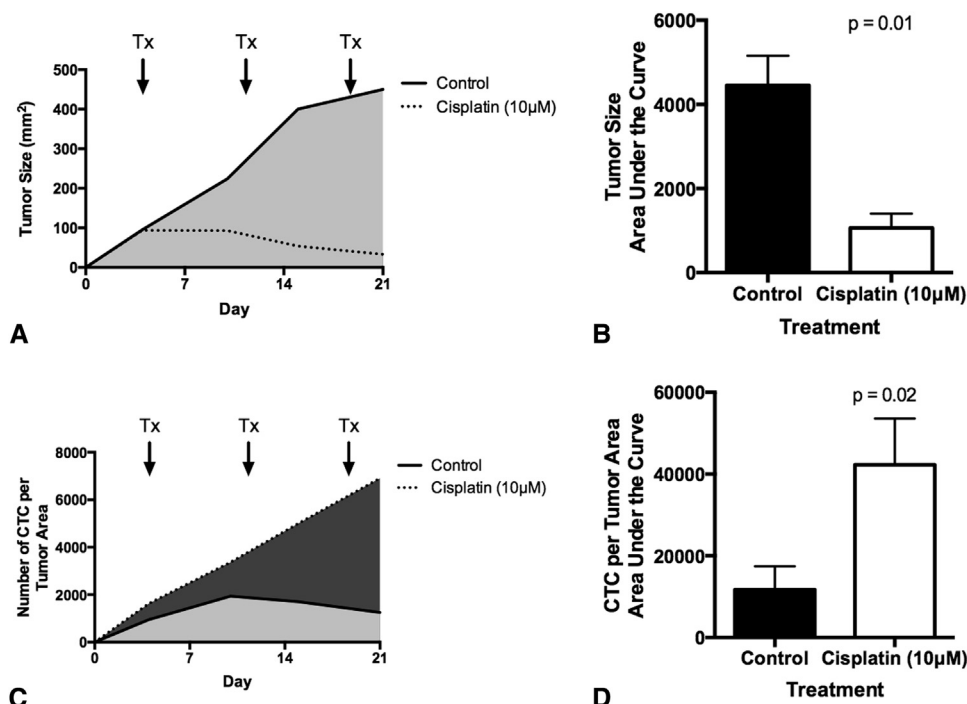 Tx Tx Tx
500
400
300
200
100
0
Tumor Size (mm²)
0 7 14 21
Day
Control
Cisplatin (10µM)
A
p = 0.01
6000
4000
2000
0
Tumor Size
Area Under the Curve
Control Cisplatin (10µM)
Treatment
B
Tx Tx Tx
8000
6000
4000
2000
0
Number of CTC per
Tumor Area
0 7 14 21
Day
Control
Cisplatin (10µM)
C
p = 0.02
60000
40000
20000
0
CTC per Tumor Area
Area Under the Curve
Control Cisplatin (10µM)
Treatment
D